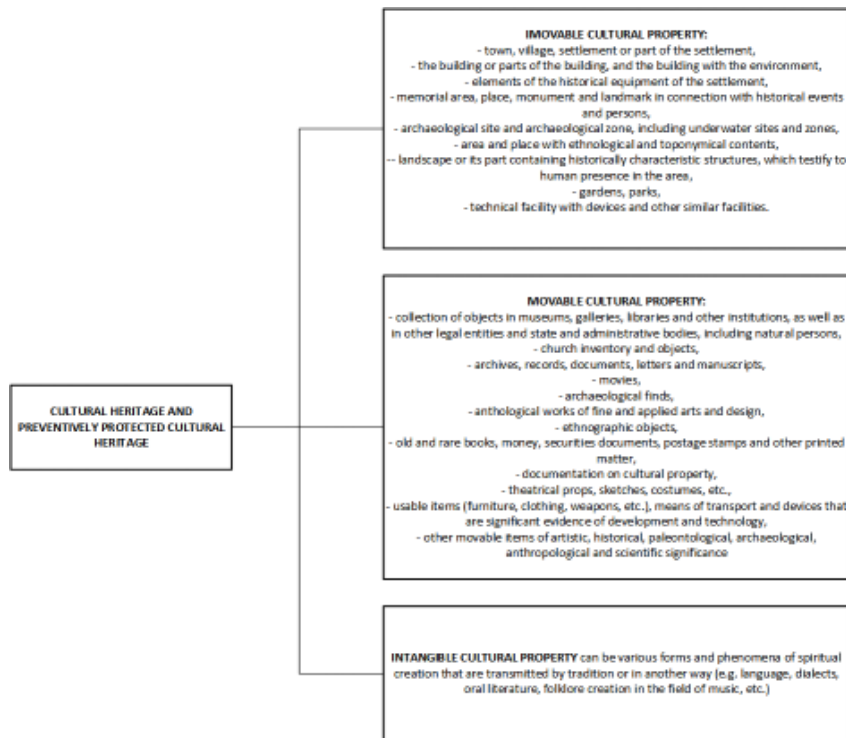 IMOVABLE CULTURAL PROPERTY:
- town, village, settlement or part of the settlement,
- the building or parts of the building, and the building with the environment,
- elements of the historical equipment of the settlement,
- memorial area, place, monument and landmark in connection with historical events
and persons,
- archaeological site and archaeological zone, including underwater sites and zones,
- area and place with ethnological and toponymical contents,
-- landscape or its part containing historically characteristic structures, which testify to
human presence in the area,
- gardens, parks,
- technical facility with devices and other similar facilities.
MOVABLE CULTURAL PROPERTY:
- collection of objects in museums, galleries, libraries and other institutions, as well as
in other legal entities and state and administrative bodies, including natural persons,
- church inventory and objects,
- archives, records, documents, letters and manuscripts,
- movies,
- archaeological finds,
- anthological works of fine and applied arts and design,
- ethnographic objects,
- old and rare books, money, securities documents, postage stamps and other printed
matter,
- documentation on cultural property,
- theatrical props, sketches, costumes, etc.,
- usable items (furniture, clothing, weapons, etc.), means of transport and devices that
are significant evidence of development and technology,
- other movable items of artistic, historical, paleontological, archaeological,
anthropological and scientific significance
CULTURAL HERITAGE AND
PREVENTIVELY PROTECTED CULTURAL
HERITAGE
INTANGIBLE CULTURAL PROPERTY can be various forms and phenomena of spiritual
creation that are transmitted by tradition or in another way (e.g. language, dialects,
oral literature, folklore creation in the field of music, etc.)